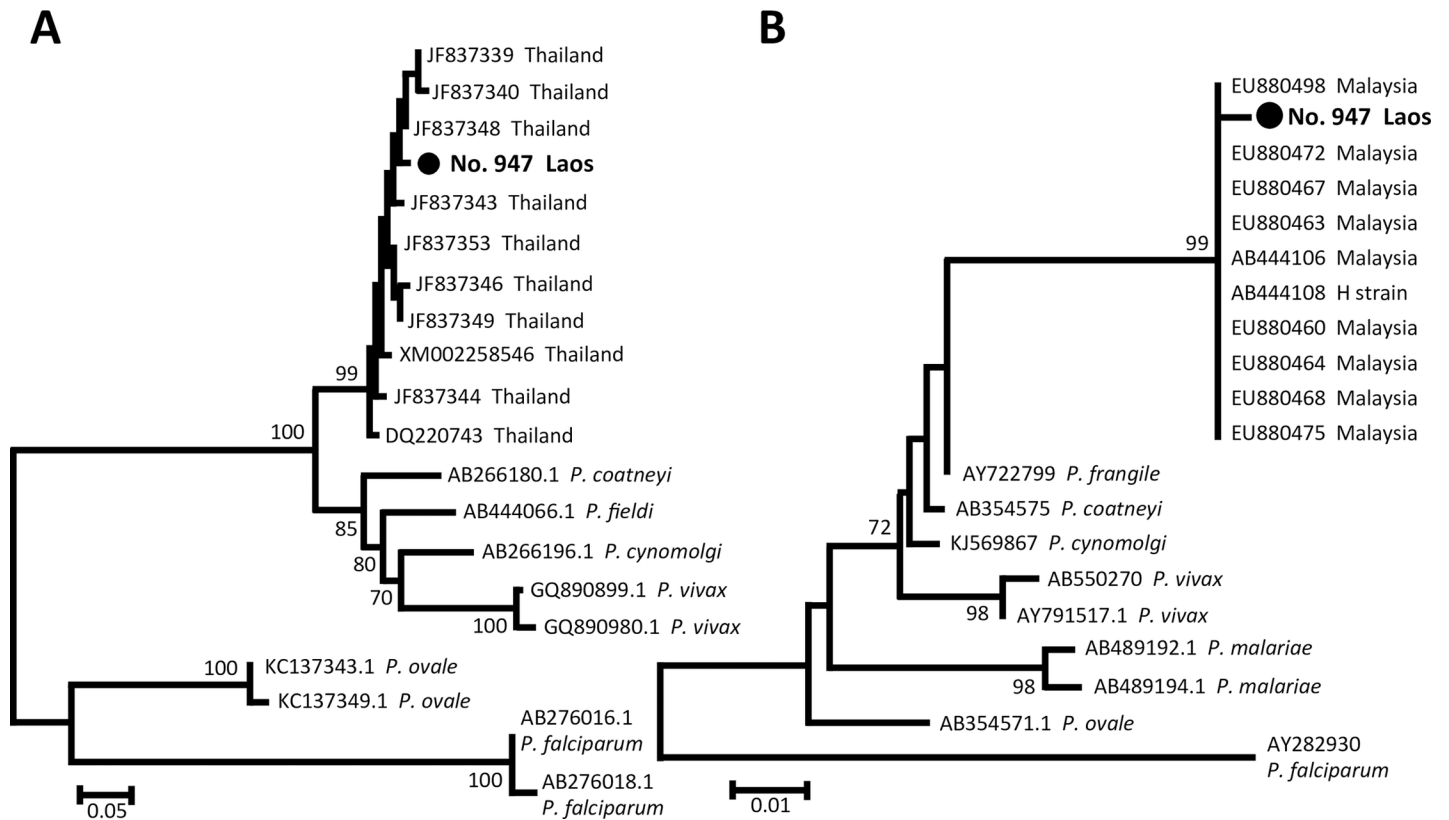 A
JF837339 Thailand
JF837340 Thailand
JF837348 Thailand
No. 947 Laos
JF837343 Thailand
JF837353 Thailand
JF837346 Thailand
JF837349 Thailand
XM002258546 Thailand
99
JF837344 Thailand
100
DQ220743 Thailand
AB266180.1 P. coatneyi
AB444066.1 P. fieldi
85
AB266196.1 P. cynomolgi
80
GQ890899.1 P. vivax
70
100
GQ890980.1 P. vivax
100
KC137343.1 P. ovale
KC137349.1 P. ovale
AB276016.1
P. falciparum
100
AB276018.1
P. falciparum
0.05
B
EU880498 Malaysia
No. 947 Laos
EU880472 Malaysia
EU880467 Malaysia
EU880463 Malaysia
99
AB444106 Malaysia
AB444108 H strain
EU880460 Malaysia
EU880464 Malaysia
EU880468 Malaysia
EU880475 Malaysia
AY722799 P. frangile
AB354575 P. coatneyi
72
KJ569867 P. cynomolgi
AB550270 P. vivax
98
AY791517.1 P. vivax
AB489192.1 P. malariae
98
AB489194.1 P. malariae
AB354571.1 P. ovale
AY282930
P. falciparum
0.01